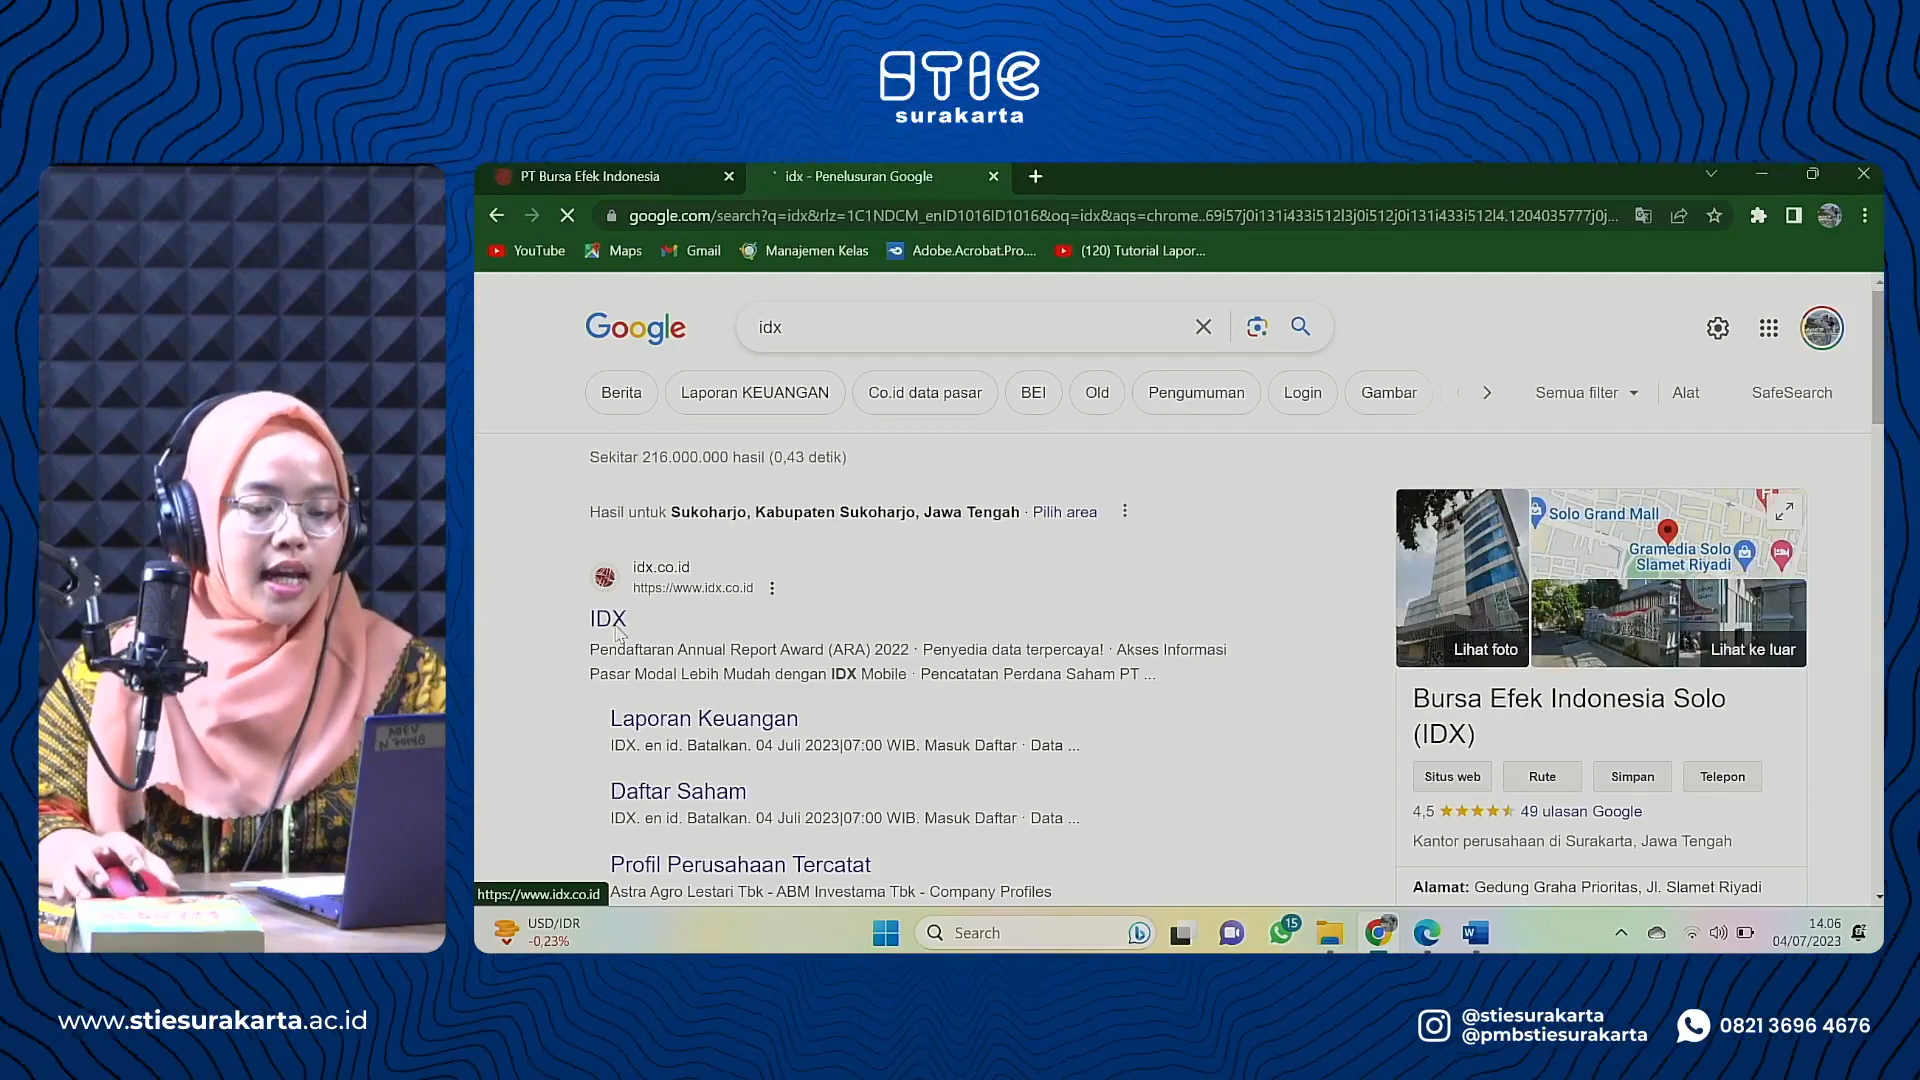 STIE
surakarta
PT Bursa Efek Indonesia
idx - Penelusuran Google
google.com/search?q=idx&rlz=1C1NDCM_enID1016ID1016&oq=idx&aqs=chrome..69i57j0i131i433i512l3j0i512j0i131i433i512l4.1204035777j0j...
YouTube
Maps
Gmail
Manajemen Kelas
Adobe.Acrobat.Pro....
(120) Tutorial Lapor...
Google
idx
Berita
Laporan KEUANGAN
Co.id data pasar
BEI
Old
Pengumuman
Login
Gambar
Semua filter
Alat
SafeSearch
Sekitar 216.000.000 hasil (0,43 detik)
Hasil untuk Sukoharjo, Kabupaten Sukoharjo, Jawa Tengah · Pilih area
idx.co.id
https://www.idx.co.id
IDX
Pendaftaran Annual Report Award (ARA) 2022 · Penyedia data terpercaya! · Akses Informasi
Pasar Modal Lebih Mudah dengan IDX Mobile · Pencatatan Perdana Saham PT ...
Laporan Keuangan
IDX. en id. Batalkan. 04 Juli 2023|07:00 WIB. Masuk Daftar · Data ...
Daftar Saham
IDX. en id. Batalkan. 04 Juli 2023|07:00 WIB. Masuk Daftar · Data ...
Profil Perusahaan Tercatat
Astra Agro Lestari Tbk - ABM Investama Tbk - Company Profiles
https://www.idx.co.id
Solo Grand Mall
Gramedia Solo
Slamet Riyadi
Lihat foto
Lihat ke luar
Bursa Efek Indonesia Solo
(IDX)
Situs web
Rute
Simpan
Telepon
4,5
49 ulasan Google
Kantor perusahaan di Surakarta, Jawa Tengah
Alamat: Gedung Graha Prioritas, Jl. Slamet Riyadi
USD/IDR
-0,23%
Search
15
14.06
04/07/2023
www.stiesurakarta.ac.id
@stiesurakarta
@pmbstiesurakarta
0821 3696 4676